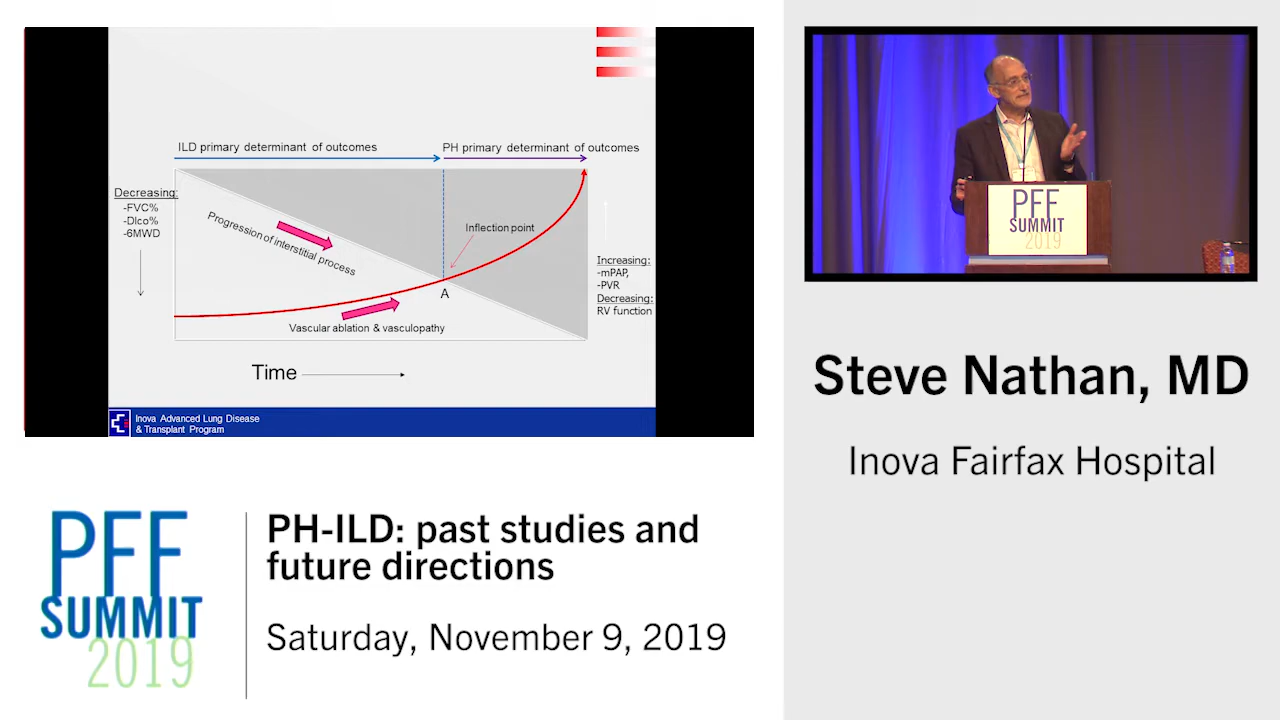 ILD primary determinant of outcomes
PH primary determinant of outcomes
Decreasing:
-FVC%
-Dlco%
-6MWD
Progression of interstitial process
Inflection point
A
Vascular ablation & vasculopathy
Increasing:
-mPAP,
-PVR
Decreasing:
RV function
Time
Inova Advanced Lung Disease
& Transplant Program
PFF
SUMMIT
2019
Steve Nathan, MD
Inova Fairfax Hospital
PFF
SUMMIT
2019
PH-ILD: past studies and
future directions
Saturday, November 9, 2019